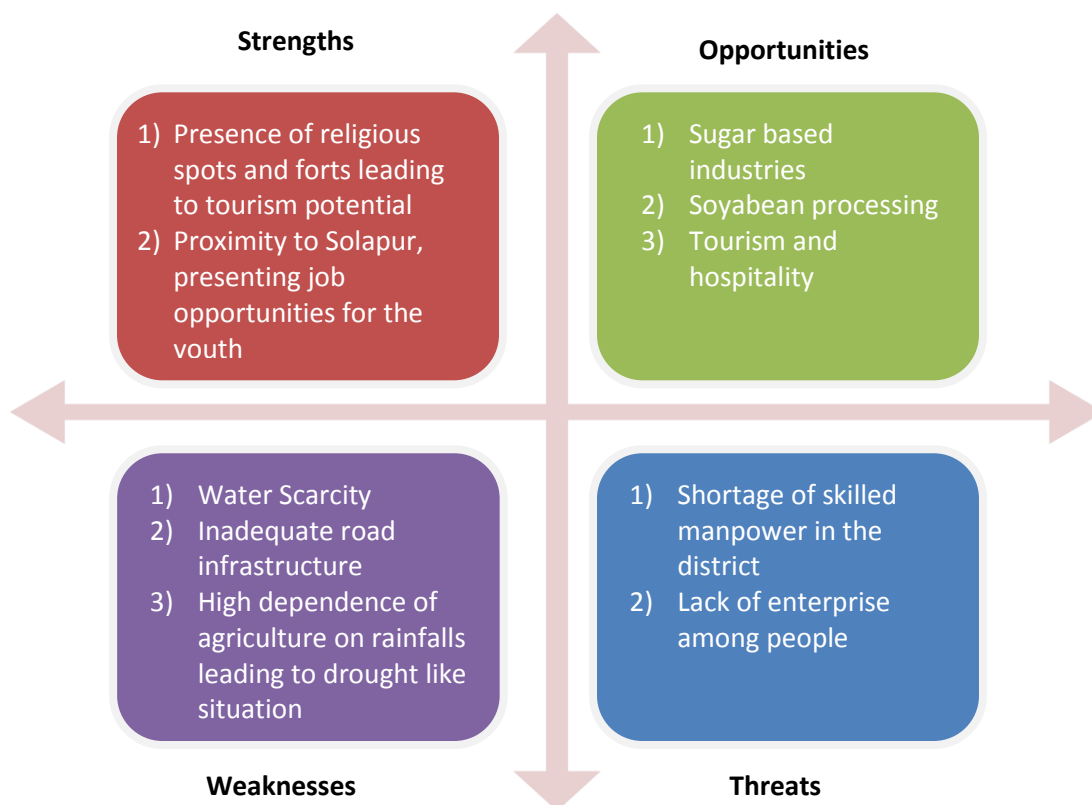 Strengths
1) Presence of religious
spots and forts leading
to tourism potential
2) Proximity to Solapur,
presenting job
opportunities for the
youth
Opportunities
1) Sugar based
industries
2) Soyabean processing
3) Tourism and
hospitality
1) Water Scarcity
2) Inadequate road
infrastructure
3) High dependence of
agriculture on rainfalls
leading to drought like
situation
Weaknesses
1) Shortage of skilled
manpower in the
district
2) Lack of enterprise
among people
Threats